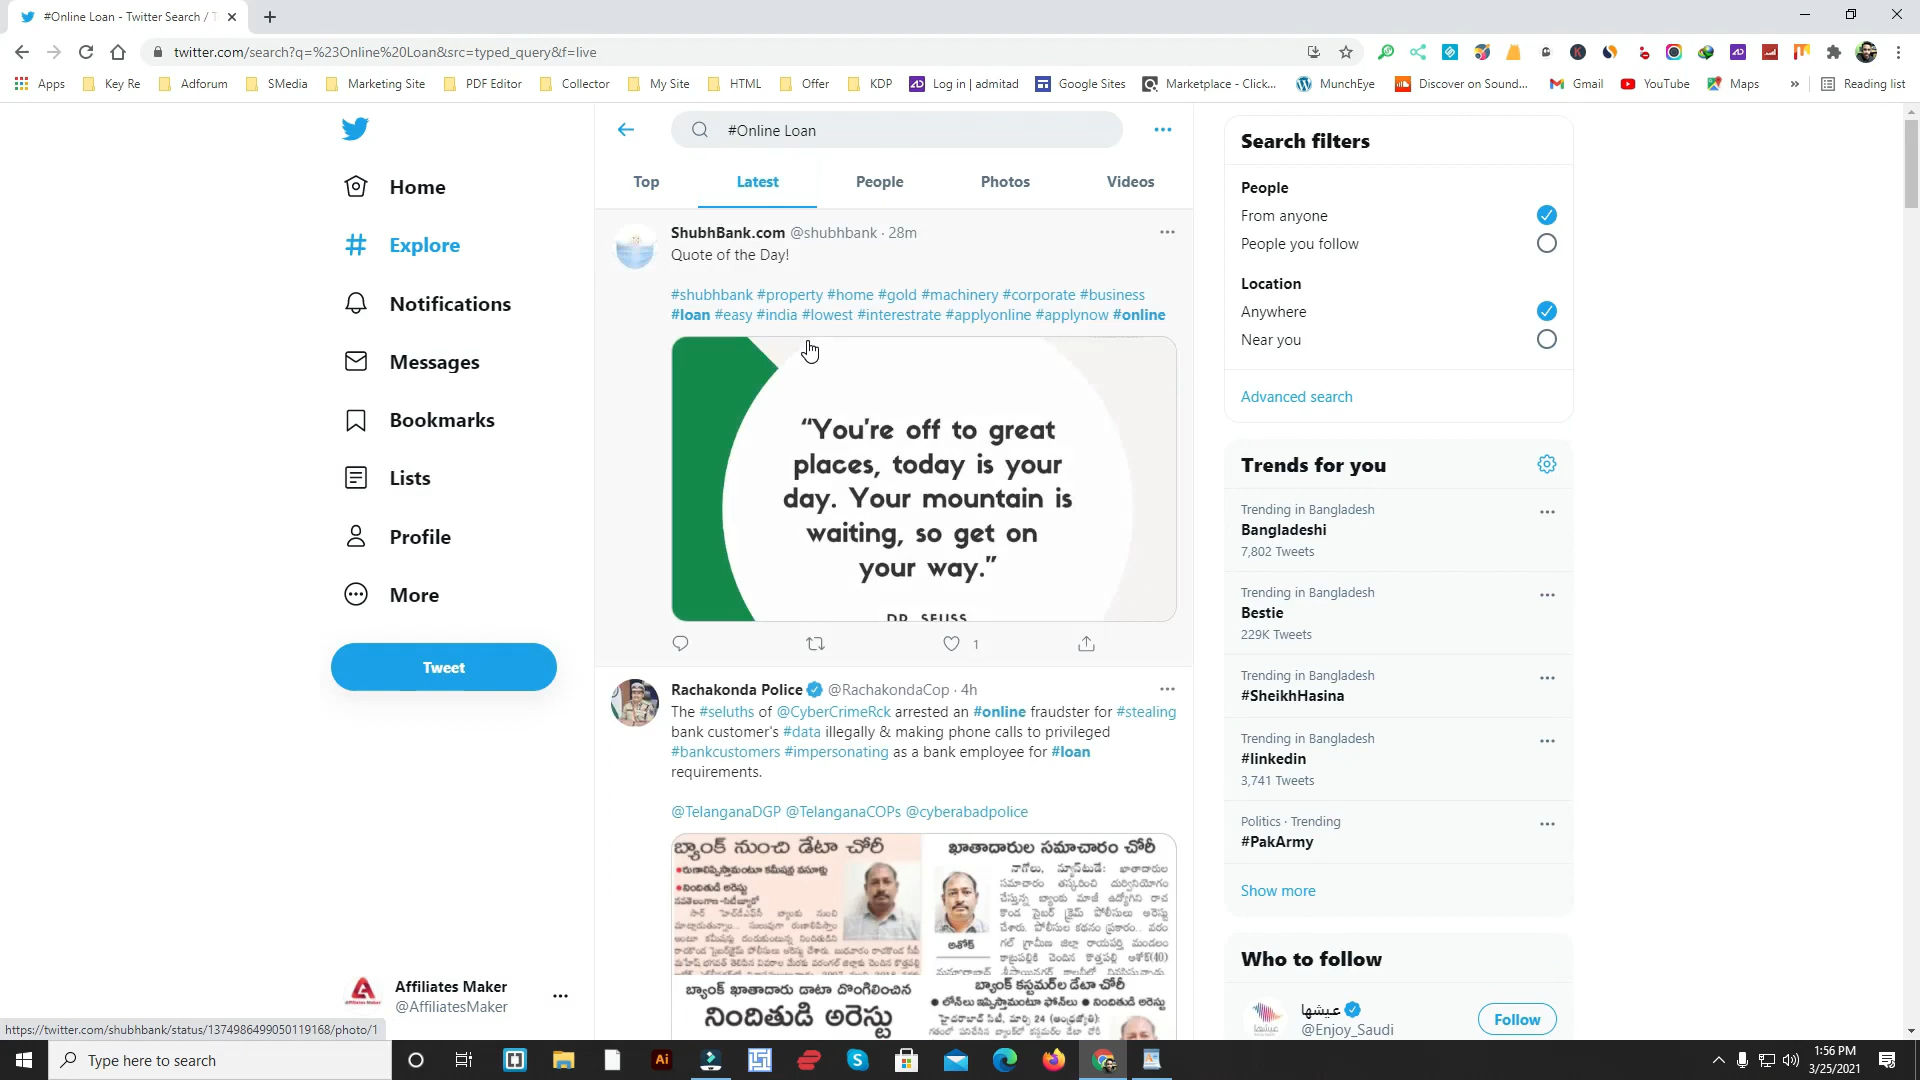 #Online Loan - Twitter Search / T
twitter.com/search?q=%23Online%20Loan&src=typed_query&f=live
Apps
Key Re
Adforum
SMedia
Marketing Site
PDF Editor
Collector
My Site
HTML
Offer
KDP
Log in | admitad
Google Sites
Marketplace - Click...
MunchEye
Discover on Sound...
Gmail
YouTube
Maps
»
Reading list
Home
Explore
Notifications
Messages
Bookmarks
Lists
Profile
More
Tweet
Affiliates Maker
@AffiliatesMaker
https://twitter.com/shubhbank/status/1374986499050119168/photo/1
#Online Loan
Top
Latest
People
Photos
Videos
ShubhBank.com @shubhbank · 28m
Quote of the Day!
#shubhbank #property #home #gold #machinery #corporate #business
#loan #easy #india #lowest #interestrate #applyonline #applynow #online
“You're off to great
places, today is your
day. Your mountain is
waiting, so get on
your way.”
DR. SEUSS
1
Rachakonda Police @RachakondaCop · 4h
The #seluths of @CyberCrimeRck arrested an #online fraudster for #stealing
bank customer's #data illegally & making phone calls to privileged
#bankcustomers #impersonating as a bank employee for #loan
requirements.
@TelanganaDGP @TelanganaCOPs @cyberabadpolice
బ్యాంక్ నుంచి డేటా చోరీ
ఖాతాదారుల సమాచారం చోరీ
అశోక్
బ్యాంక్ ఖాతాదారు డాటా దొంగిలించిన
నిందితుడి అరెస్టు
బ్యాంక్ కస్టమర్ల డేటా చోరీ
Search filters
People
From anyone
People you follow
Location
Anywhere
Near you
Advanced search
Trends for you
Trending in Bangladesh
Bangladeshi
7,802 Tweets
Trending in Bangladesh
Bestie
229K Tweets
Trending in Bangladesh
#SheikhHasina
Trending in Bangladesh
#linkedin
3,741 Tweets
Politics · Trending
#PakArmy
Show more
Who to follow
عيشها
@Enjoy_Saudi
Follow
Type here to search
1:56 PM
3/25/2021